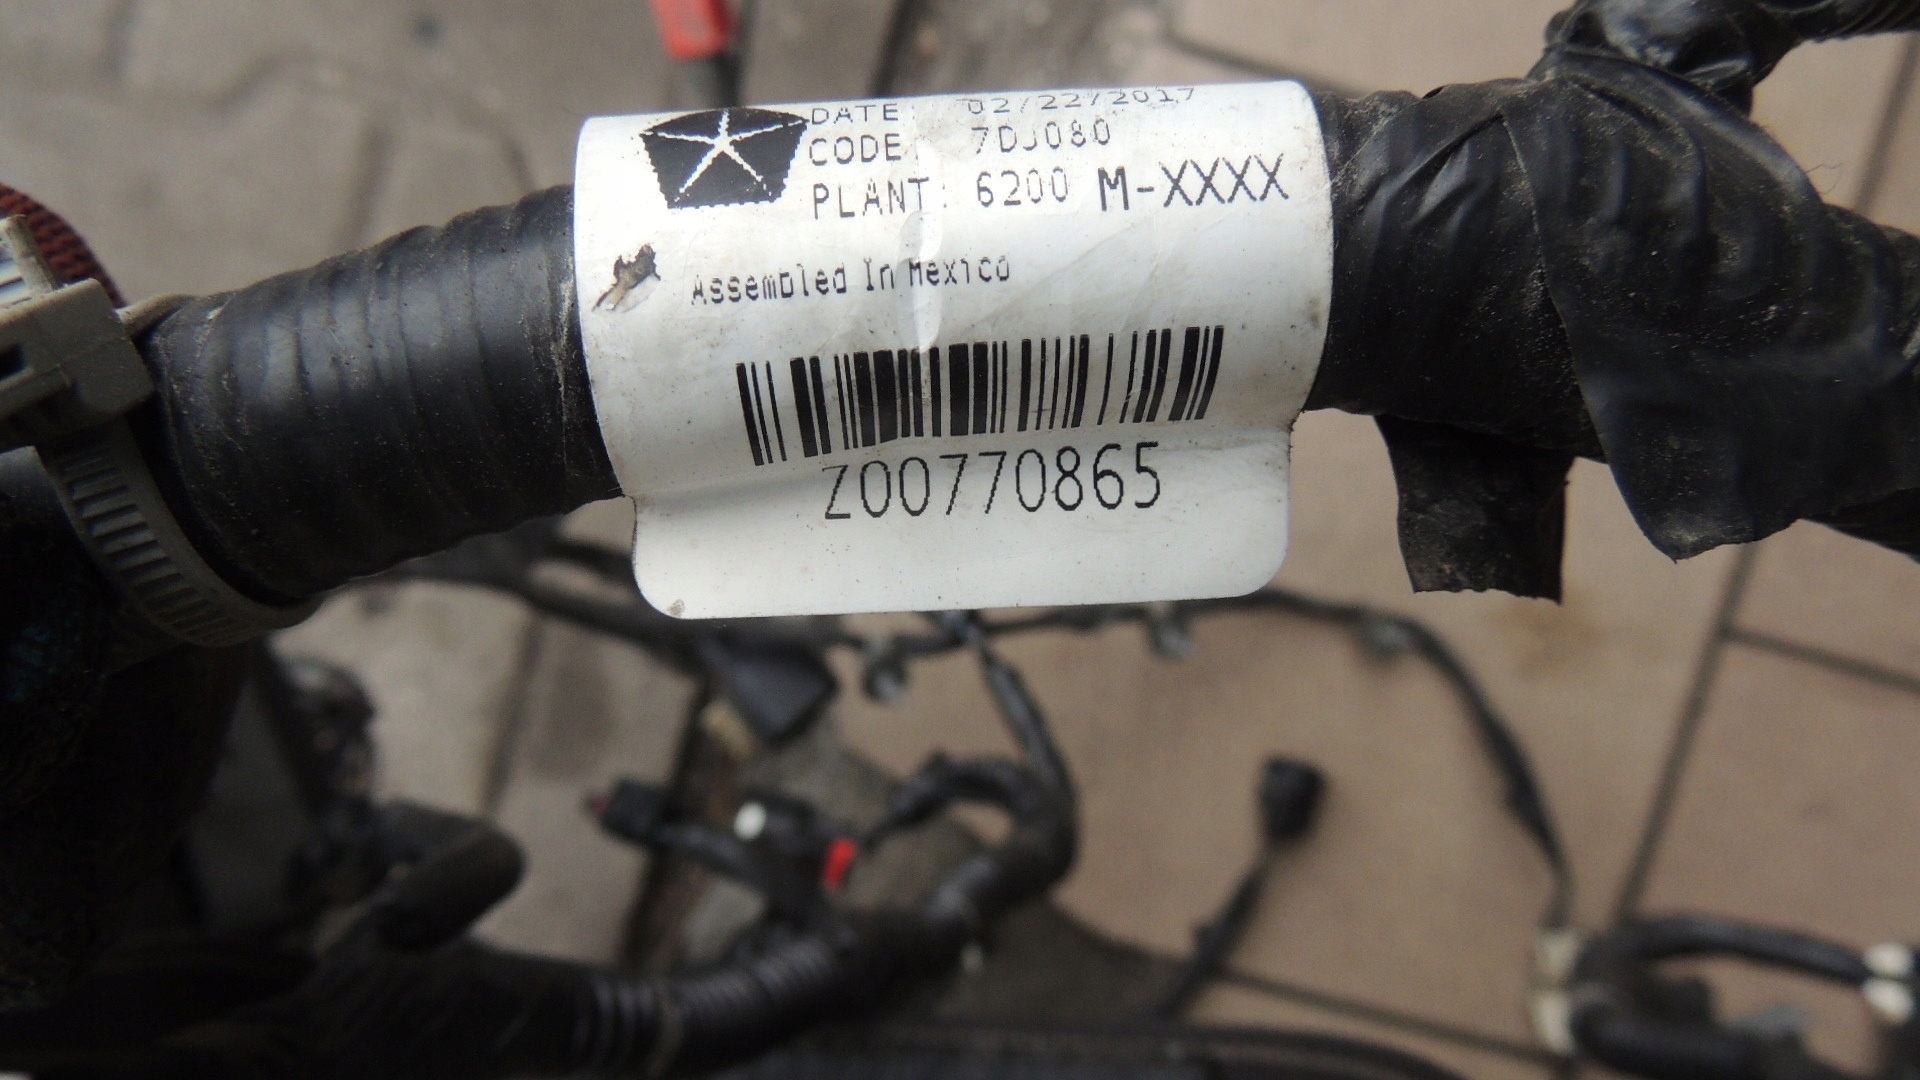 DATE: 02/22/2017
CODE: 7DJ080
PLANT: 6200 M-XXXX
Assembled In Mexico
Z00770865